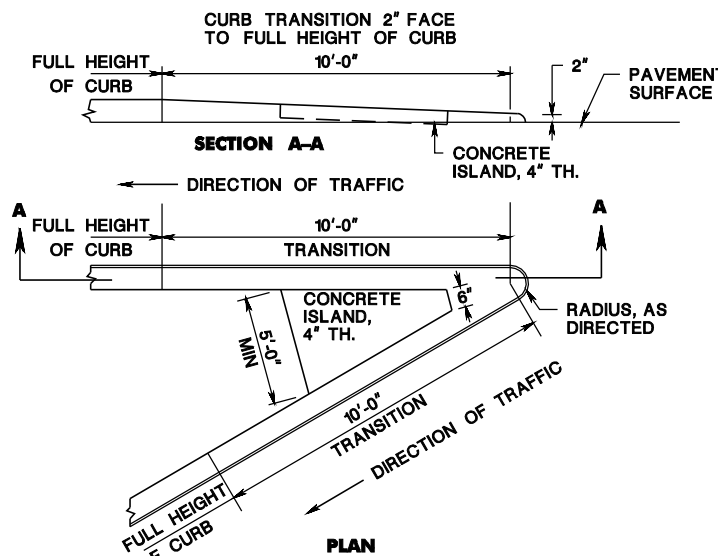 CURB TRANSITION 2" FACE
TO FULL HEIGHT OF CURB
FULL HEIGHT
OF CURB
10'-0"
2"
PAVEMENT
SURFACE
SECTION A-A
CONCRETE
ISLAND, 4" TH.
DIRECTION OF TRAFFIC
A
FULL HEIGHT
OF CURB
10'-0"
TRANSITION
A
CONCRETE
ISLAND,
4" TH.
6"
RADIUS, AS
DIRECTED
5'-0"
MIN
10'-0"
TRANSITION
DIRECTION OF TRAFFIC
FULL HEIGHT
F CURB
PLAN